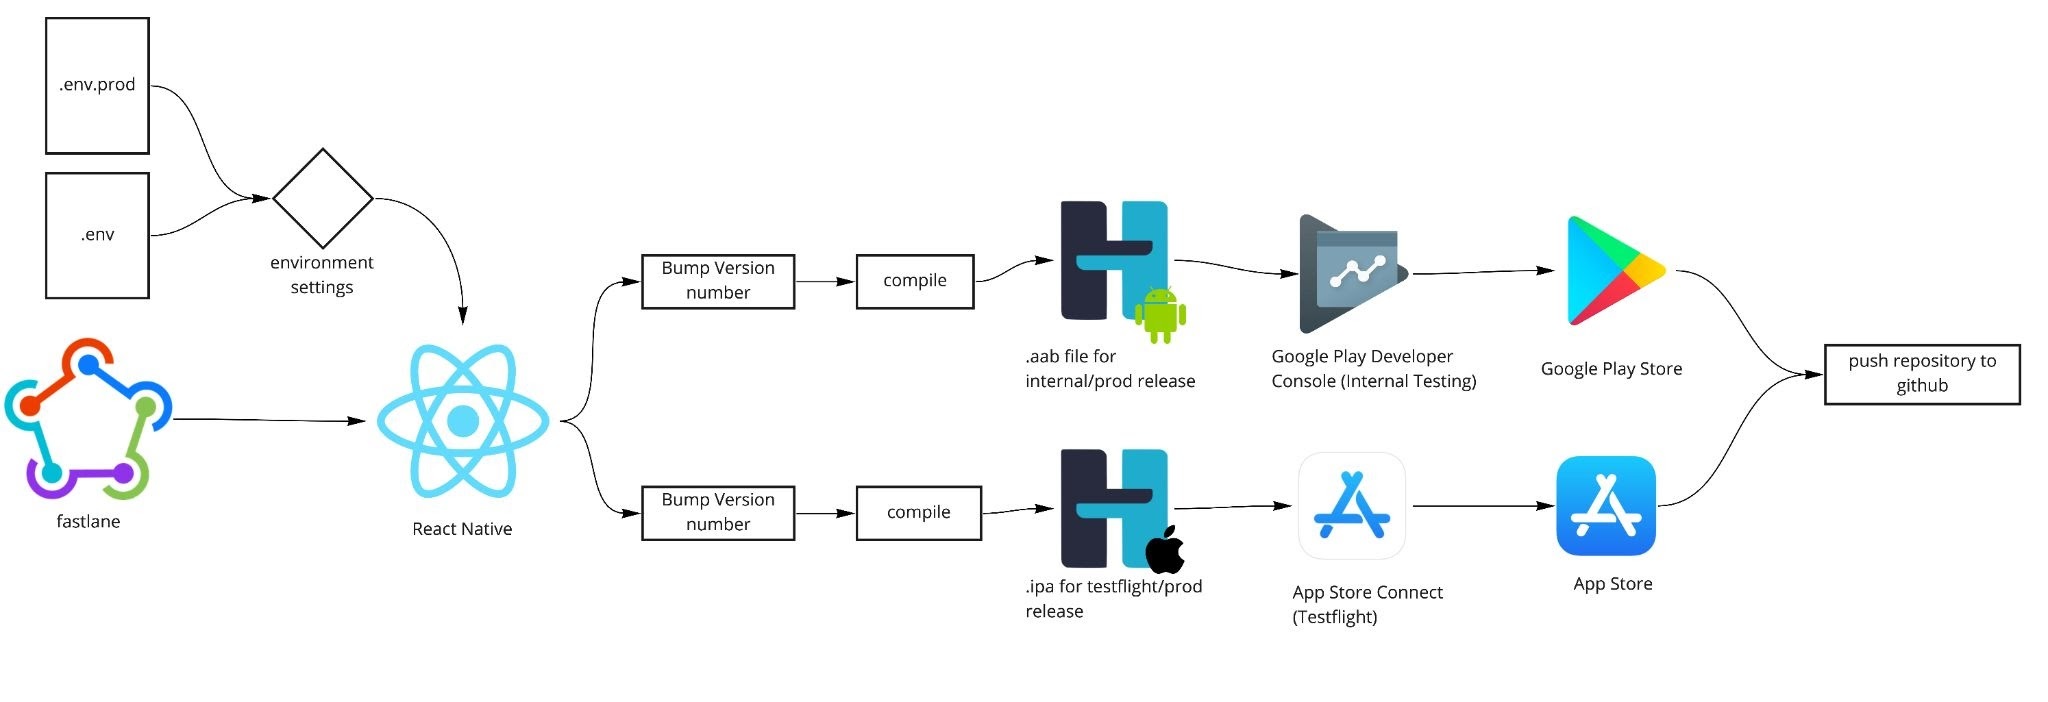 .env.prod
.env
environment
settings
fastlane
React Native
Bump Version
number
compile
.aab file for
internal/prod release
Google Play Developer
Console (Internal Testing)
Google Play Store
Bump Version
number
compile
.ipa for testflight/prod
release
App Store Connect
(Testflight)
App Store
push repository to
github